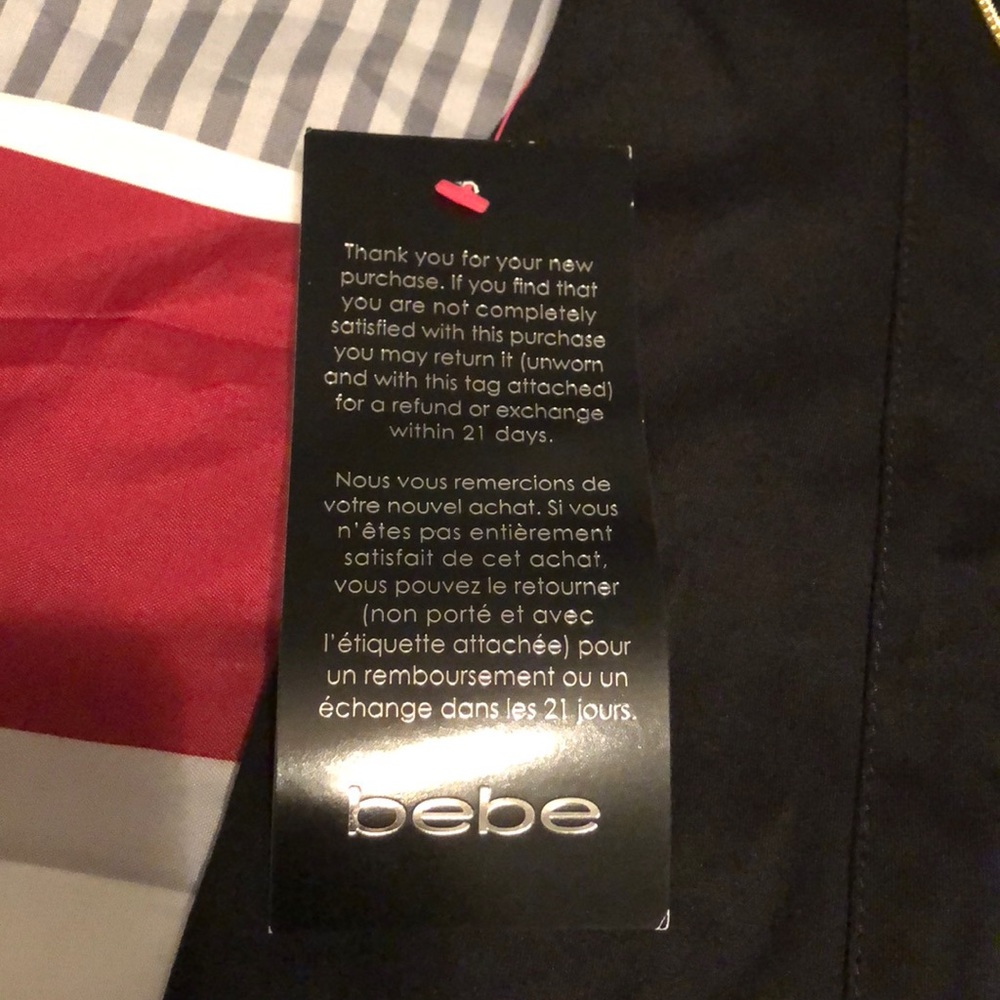 Thank you for your new
purchase. If you find that
you are not completely
satisfied with this purchase
you may return it (unworn
and with this tag attached)
for a refund or exchange
within 21 days.
Nous vous remercions de
votre nouvel achat. Si vous
n'êtes pas entièrement
satisfait de cet achat,
vous pouvez le retourner
(non porté et avec
l'étiquette attachée) pour
un remboursement ou un
échange dans les 21 jours.
bebe